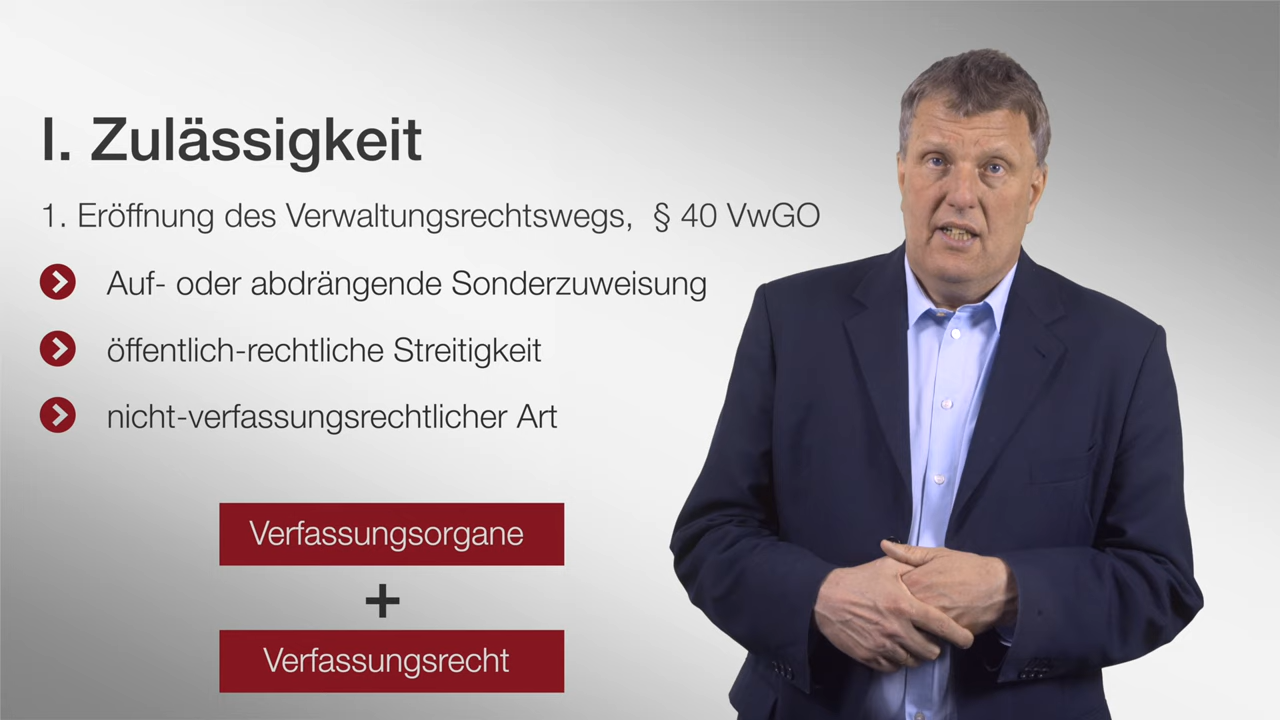 I. Zulässigkeit
1. Eröffnung des Verwaltungsrechtswegs, § 40 VwGO
Auf- oder abdrängende Sonderzuweisung
öffentlich-rechtliche Streitigkeit
nicht-verfassungsrechtlicher Art
Verfassungsorgane
+
Verfassungsrecht